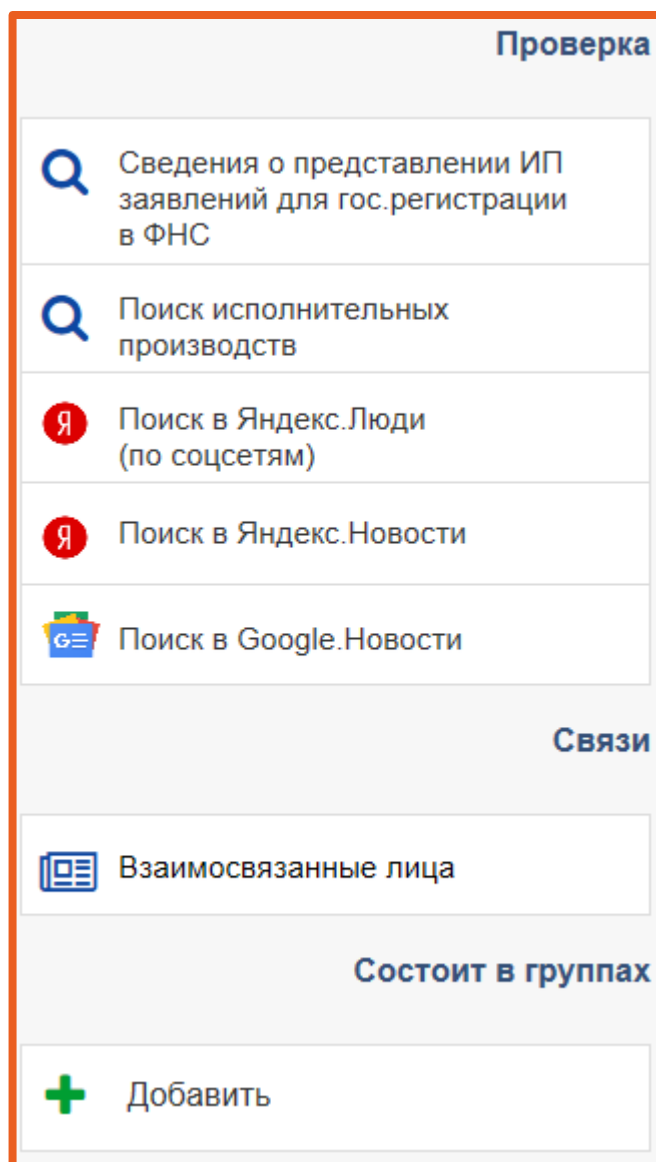 Проверка
Сведения о представлении ИП
заявлений для гос.регистрации
в ФНС
Поиск исполнительных
производств
Я Поиск в Яндекс.Люди
(по соцсетям)
Я Поиск в Яндекс.Новости
G Поиск в Google.Новости
Связи
Взаимосвязанные лица
Состоит в группах
Добавить